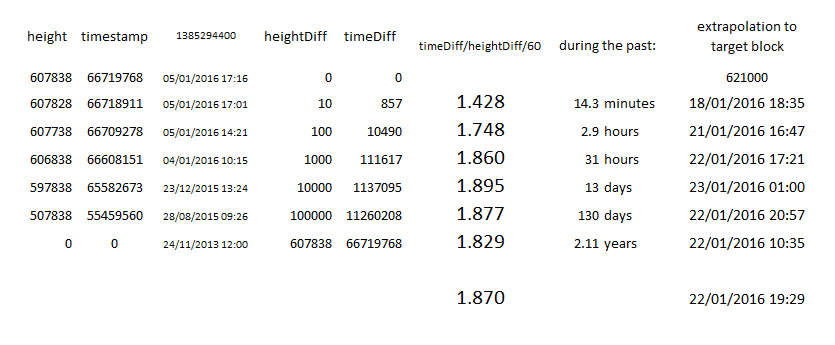 height timestamp 1385294400 heightDiff timeDiff timeDiff/heightDiff/60 during the past: extrapolation to target block
607838 66719768 05/01/2016 17:16 0 0 621000
607828 66718911 05/01/2016 17:01 10 857 1.428 14.3 minutes 18/01/2016 18:35
607738 66709278 05/01/2016 14:21 100 10490 1.748 2.9 hours 21/01/2016 16:47
606838 66608151 04/01/2016 10:15 1000 111617 1.860 31 hours 22/01/2016 17:21
597838 65582673 23/12/2015 13:24 10000 1137095 1.895 13 days 23/01/2016 01:00
507838 55459560 28/08/2015 09:26 100000 11260208 1.877 130 days 22/01/2016 20:57
0 0 24/11/2013 12:00 607838 66719768 1.829 2.11 years 22/01/2016 10:35
1.870 22/01/2016 19:29